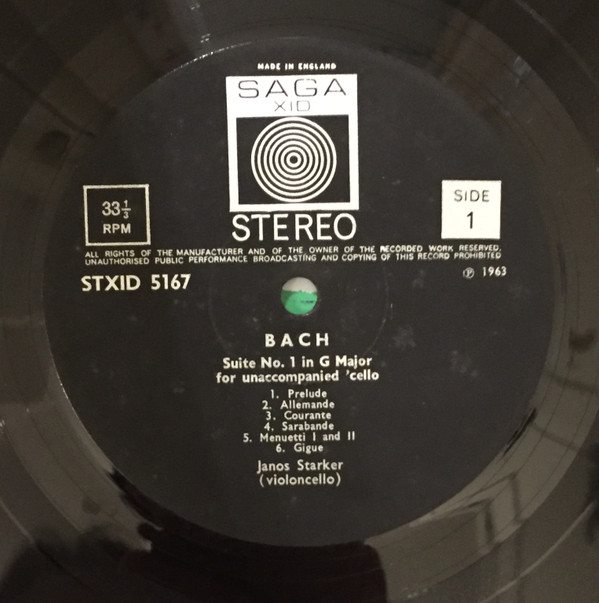 MADE IN ENGLAND
SAGA
XID
33⅓
RPM
SIDE
1
STEREO
ALL RIGHTS OF THE MANUFACTURER AND OF THE OWNER OF THE RECORDED WORK RESERVED.
UNAUTHORISED PUBLIC PERFORMANCE BROADCASTING AND COPYING OF THIS RECORD PROHIBITED
STXID 5167
℗ 1963
BACH
Suite No. 1 in G Major
for unaccompanied 'cello
1. Prelude
2. Allemande
3. Courante
4. Sarabande
5. Menuetti I and II
6. Gigue
Janos Starker
(violoncello)